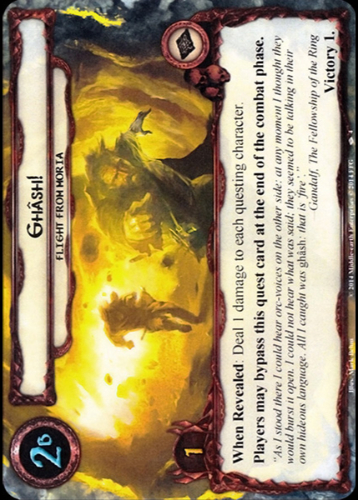 2B
GHÂSH!
FLIGHT FROM MORIA
1
When Revealed: Deal 1 damage to each questing character.
Players may bypass this quest card at the end of the combat phase.
"As I stood there I could hear orc-voices on the other side: at any moment I thought they
would burst it open. I could not hear what was said; they seemed to be talking in their
own hideous language. All I caught was ghâsh: that is 'fire'."
–Gandalf, The Fellowship of the Ring
Victory 1.
© 2014 Middle-earth Enterprises © 2014 FFG
4